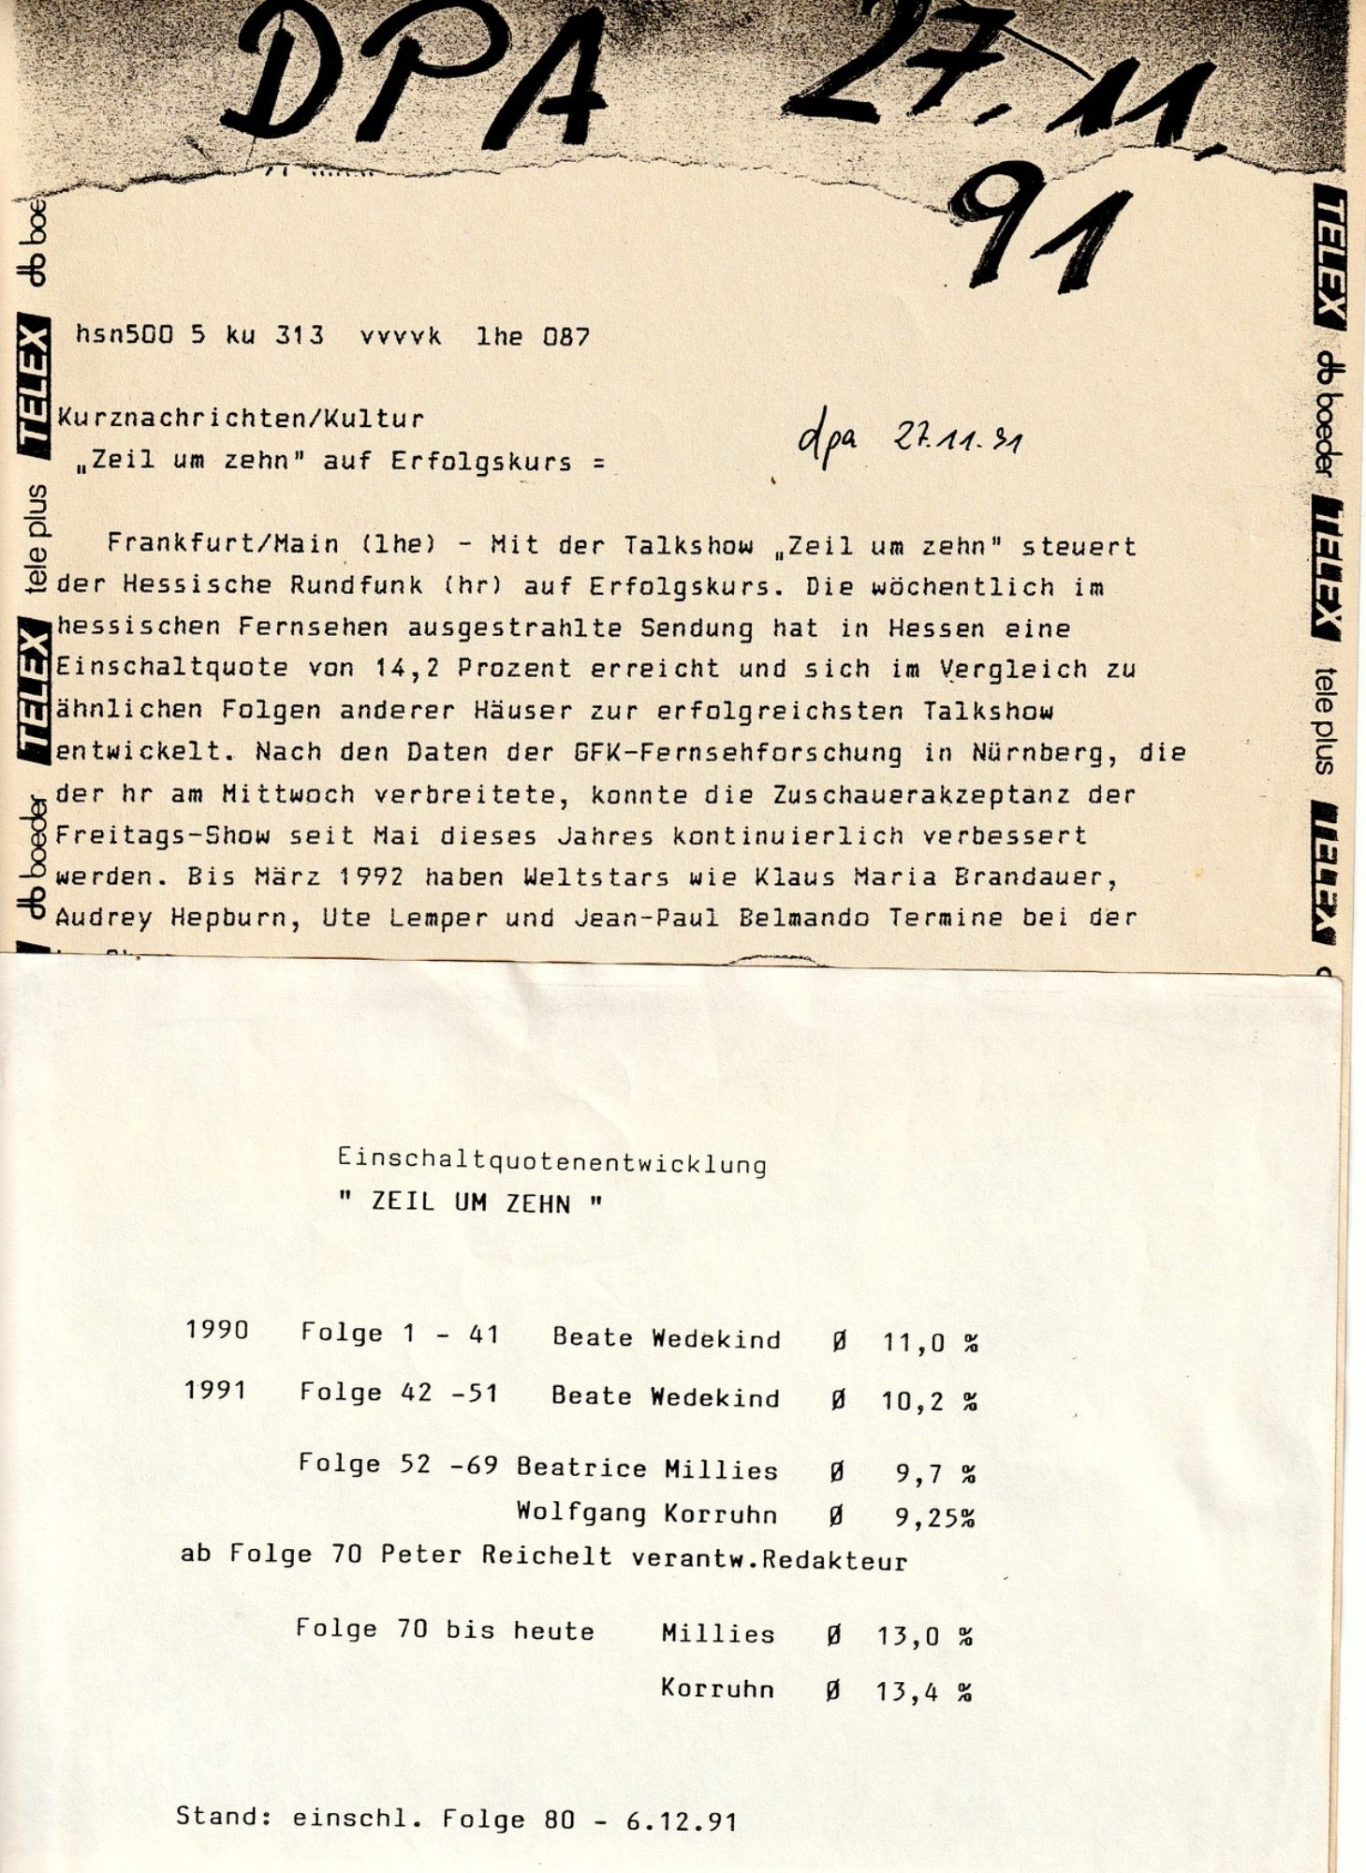 DPA 27.11.
91
hsn500 5 ku 313 vvvvk lhe 087
Kurznachrichten/Kultur
dpa 27.11.91
„Zeil um zehn" auf Erfolgskurs =
Frankfurt/Main (lhe) - Mit der Talkshow „Zeil um zehn" steuert
der Hessische Rundfunk (hr) auf Erfolgskurs. Die wöchentlich im
hessischen Fernsehen ausgestrahlte Sendung hat in Hessen eine
Einschaltquote von 14,2 Prozent erreicht und sich im Vergleich zu
ähnlichen Folgen anderer Häuser zur erfolgreichsten Talkshow
entwickelt. Nach den Daten der GFK-Fernsehforschung in Nürnberg, die
der hr am Mittwoch verbreitete, konnte die Zuschauerakzeptanz der
Freitags-Show seit Mai dieses Jahres kontinuierlich verbessert
werden. Bis März 1992 haben Weltstars wie Klaus Maria Brandauer,
Audrey Hepburn, Ute Lemper und Jean-Paul Belmando Termine bei der
boe
TELEX
tele plus
TELEX
boeder
TELEX
boeder
TELEX
tele plus
TELEX
Einschaltquotenentwicklung
" ZEIL UM ZEHN "
1990 Folge 1 - 41 Beate Wedekind Ø 11,0 %
1991 Folge 42 -51 Beate Wedekind Ø 10,2 %
Folge 52 -69 Beatrice Millies Ø 9,7 %
Wolfgang Korruhn Ø 9,25%
ab Folge 70 Peter Reichelt verantw.Redakteur
Folge 70 bis heute Millies Ø 13,0 %
Korruhn Ø 13,4 %
Stand: einschl. Folge 80 - 6.12.91